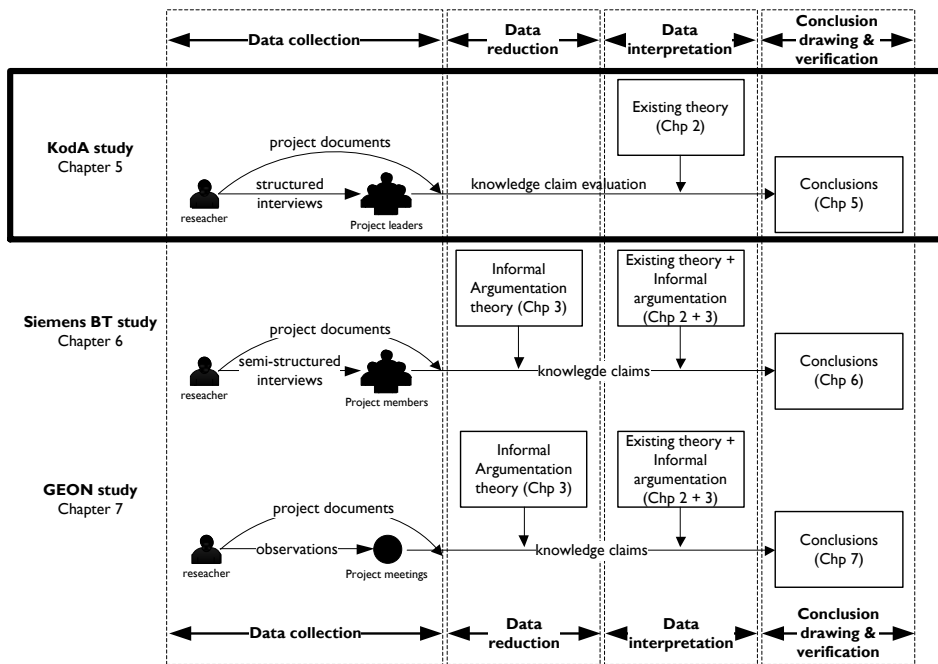 Data collection
Data
reduction
Data
interpretation
Conclusion
drawing &
verification
KodA study
Chapter 5
project documents
structured
interviews
reseacher
Project leaders
knowledge claim evaluation
Existing theory
(Chp 2)
Conclusions
(Chp 5)
Siemens BT study
Chapter 6
project documents
semi-structured
interviews
reseacher
Project members
Informal
Argumentation
theory (Chp 3)
Existing theory +
Informal
argumentation
(Chp 2 + 3)
knowlegde claims
Conclusions
(Chp 6)
GEON study
Chapter 7
project documents
observations
reseacher
Project meetings
Informal
Argumentation
theory (Chp 3)
Existing theory +
Informal
argumentation
(Chp 2 + 3)
knowledge claims
Conclusions
(Chp 7)
Data collection
Data
reduction
Data
interpretation
Conclusion
drawing &
verification